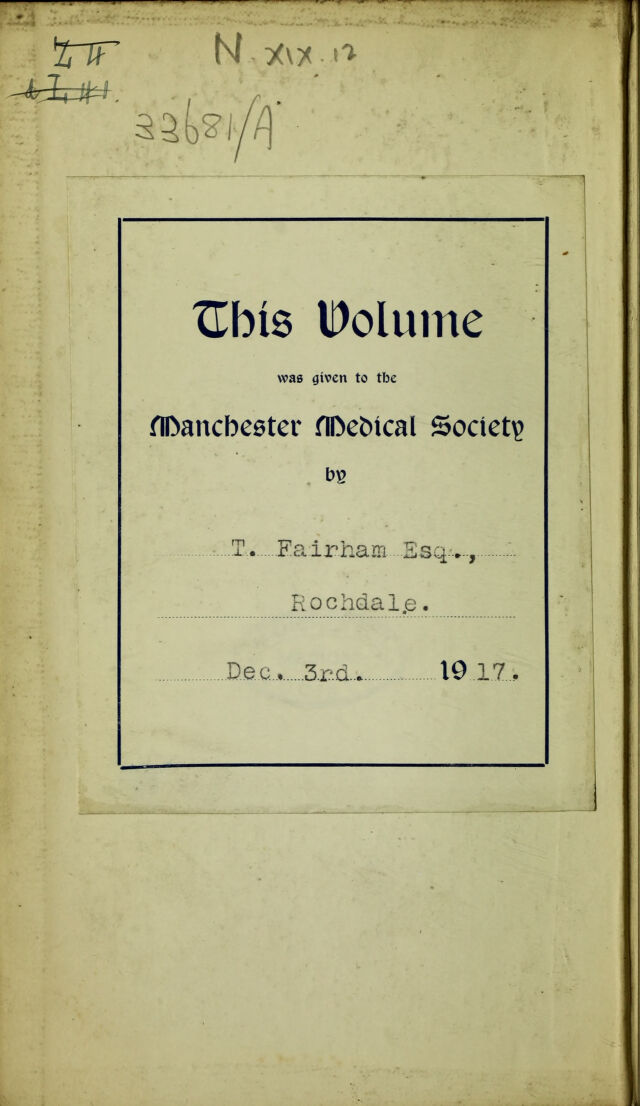 N. XIX. 12
33681/A
This Volume
was given to the
Manchester Medical Society
by
T. Fairham Esq.,
Rochdale.
Dec. 3rd. 1917.